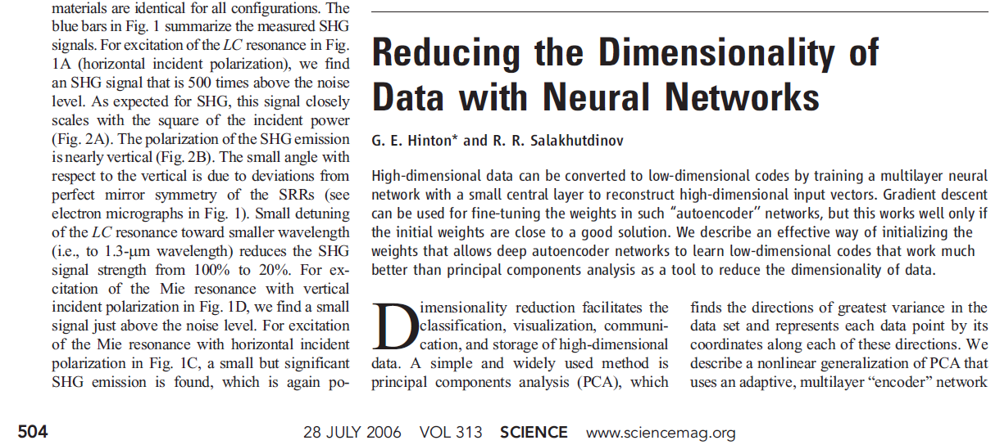 materials are identical for all configurations. The
blue bars in Fig. 1 summarize the measured SHG
signals. For excitation of the LC resonance in Fig.
1A (horizontal incident polarization), we find
an SHG signal that is 500 times above the noise
level. As expected for SHG, this signal closely
scales with the square of the incident power
(Fig. 2A). The polarization of the SHG emission
is nearly vertical (Fig. 2B). The small angle with
respect to the vertical is due to deviations from
perfect mirror symmetry of the SRRs (see
electron micrographs in Fig. 1). Small detuning
of the LC resonance toward smaller wavelength
(i.e., to 1.3-μm wavelength) reduces the SHG
signal strength from 100% to 20%. For ex-
citation of the Mie resonance with vertical
incident polarization in Fig. 1D, we find a small
signal just above the noise level. For excitation
of the Mie resonance with horizontal incident
polarization in Fig. 1C, a small but significant
SHG emission is found, which is again po-
Reducing the Dimensionality of
Data with Neural Networks
G. E. Hinton* and R. R. Salakhutdinov
High-dimensional data can be converted to low-dimensional codes by training a multilayer neural
network with a small central layer to reconstruct high-dimensional input vectors. Gradient descent
can be used for fine-tuning the weights in such “autoencoder” networks, but this works well only if
the initial weights are close to a good solution. We describe an effective way of initializing the
weights that allows deep autoencoder networks to learn low-dimensional codes that work much
better than principal components analysis as a tool to reduce the dimensionality of data.
Dimensionality reduction facilitates the
classification, visualization, communi-
cation, and storage of high-dimensional
data. A simple and widely used method is
principal components analysis (PCA), which
finds the directions of greatest variance in the
data set and represents each data point by its
coordinates along each of these directions. We
describe a nonlinear generalization of PCA that
uses an adaptive, multilayer “encoder” network
504 28 JULY 2006 VOL 313 SCIENCE www.sciencemag.org